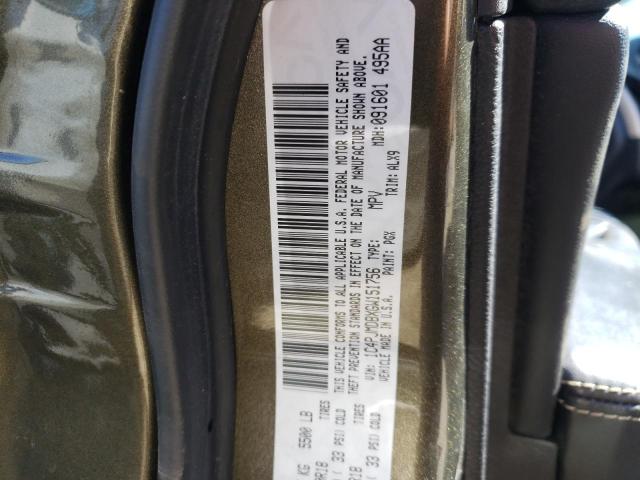 KG 5500 LB
TIRES
( 33 PSI) COLD
TIRES
( 33 PSI) COLD
THIS VEHICLE CONFORMS TO ALL APPLICABLE U.S.A. FEDERAL MOTOR VEHICLE SAFETY AND
THEFT PREVENTION STANDARDS IN EFFECT ON THE DATE OF MANUFACTURE SHOWN ABOVE.
VIN: 1C4PJMDBXGW151756 TYPE: MPV MDH:091601 495AA
VEHICLE MADE IN U.S.A. PAINT: PGX TRIM: ALX9